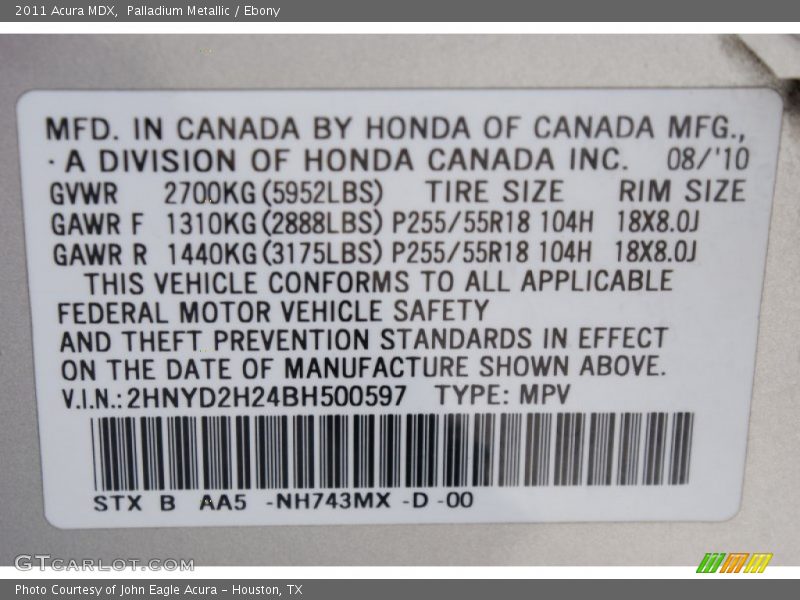 2011 Acura MDX, Palladium Metallic / Ebony
MFD. IN CANADA BY HONDA OF CANADA MFG.,
· A DIVISION OF HONDA CANADA INC. 08/'10
GVWR 2700KG(5952LBS) TIRE SIZE RIM SIZE
GAWR F 1310KG(2888LBS) P255/55R18 104H 18X8.0J
GAWR R 1440KG(3175LBS) P255/55R18 104H 18X8.0J
THIS VEHICLE CONFORMS TO ALL APPLICABLE
FEDERAL MOTOR VEHICLE SAFETY
AND THEFT PREVENTION STANDARDS IN EFFECT
ON THE DATE OF MANUFACTURE SHOWN ABOVE.
V.I.N.: 2HNYD2H24BH500597 TYPE: MPV
STX B AA5 -NH743MX -D -00
GTCARLOT.COM
Photo Courtesy of John Eagle Acura - Houston, TX